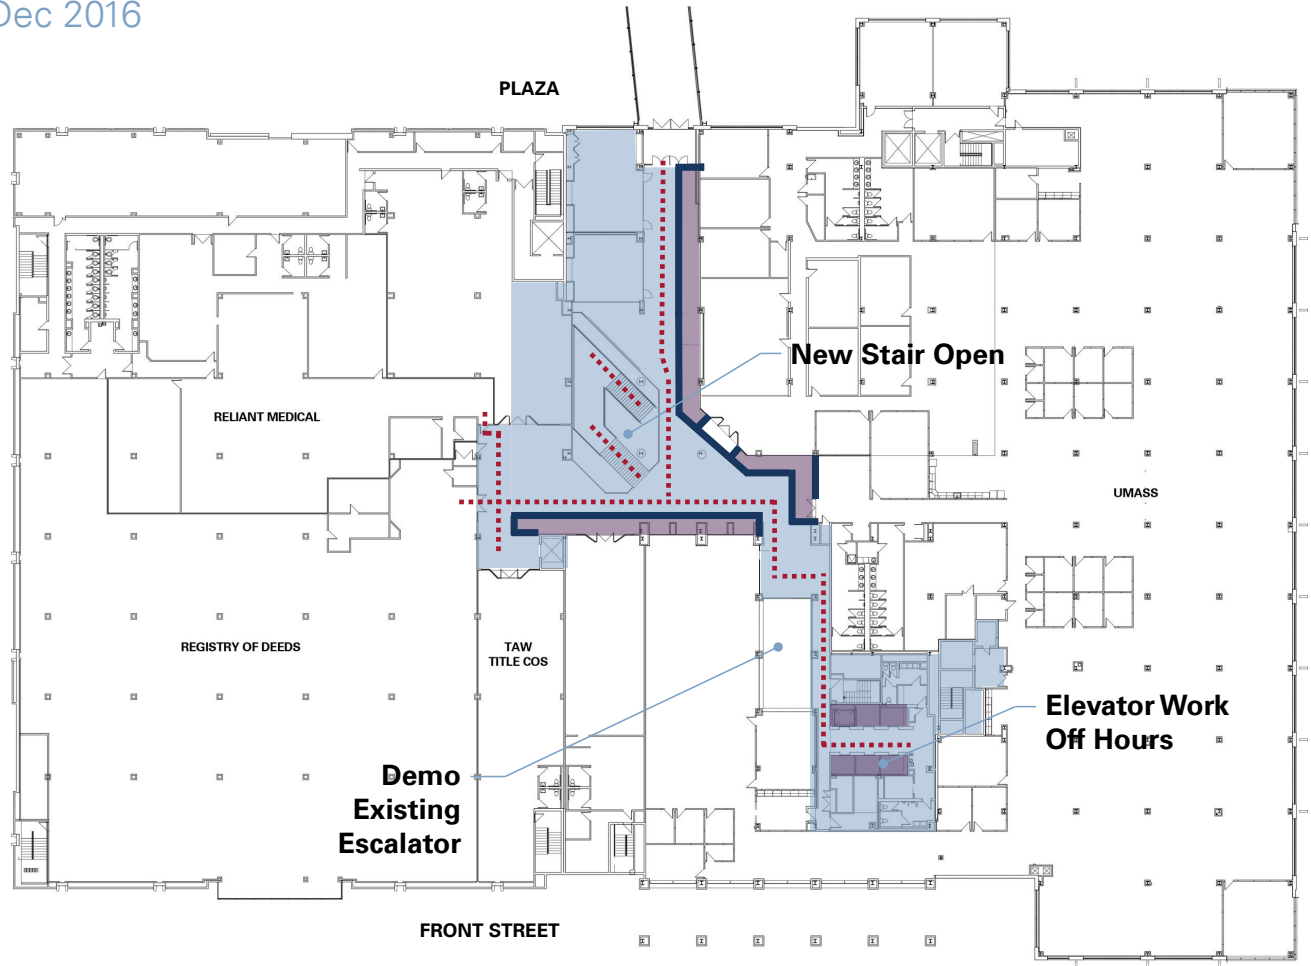 Dec 2016
PLAZA
New Stair Open
RELIANT MEDICAL
UMASS
REGISTRY OF DEEDS
TAW
TITLE COS
Elevator Work
Off Hours
Demo
Existing
Escalator
FRONT STREET